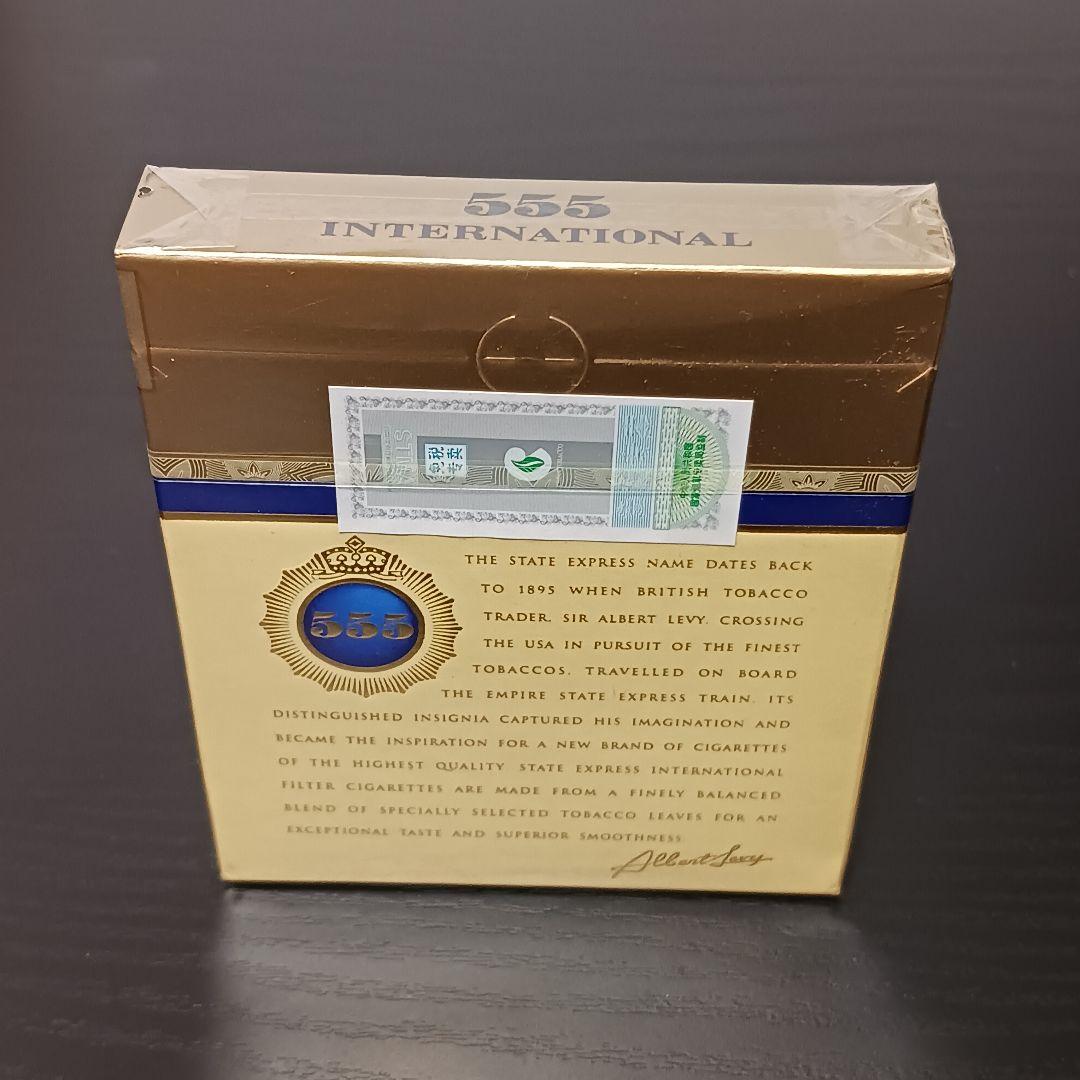 555
INTERNATIONAL
免税
专卖
555
THE STATE EXPRESS NAME DATES BACK
TO 1895 WHEN BRITISH TOBACCO
TRADER, SIR ALBERT LEVY, CROSSING
THE USA IN PURSUIT OF THE FINEST
TOBACCOS, TRAVELLED ON BOARD
THE EMPIRE STATE EXPRESS TRAIN. ITS
DISTINGUISHED INSIGNIA CAPTURED HIS IMAGINATION AND
BECAME THE INSPIRATION FOR A NEW BRAND OF CIGARETTES
OF THE HIGHEST QUALITY. STATE EXPRESS INTERNATIONAL
FILTER CIGARETTES ARE MADE FROM A FINELY BALANCED
BLEND OF SPECIALLY SELECTED TOBACCO LEAVES FOR AN
EXCEPTIONAL TASTE AND SUPERIOR SMOOTHNESS.
Albert Levy